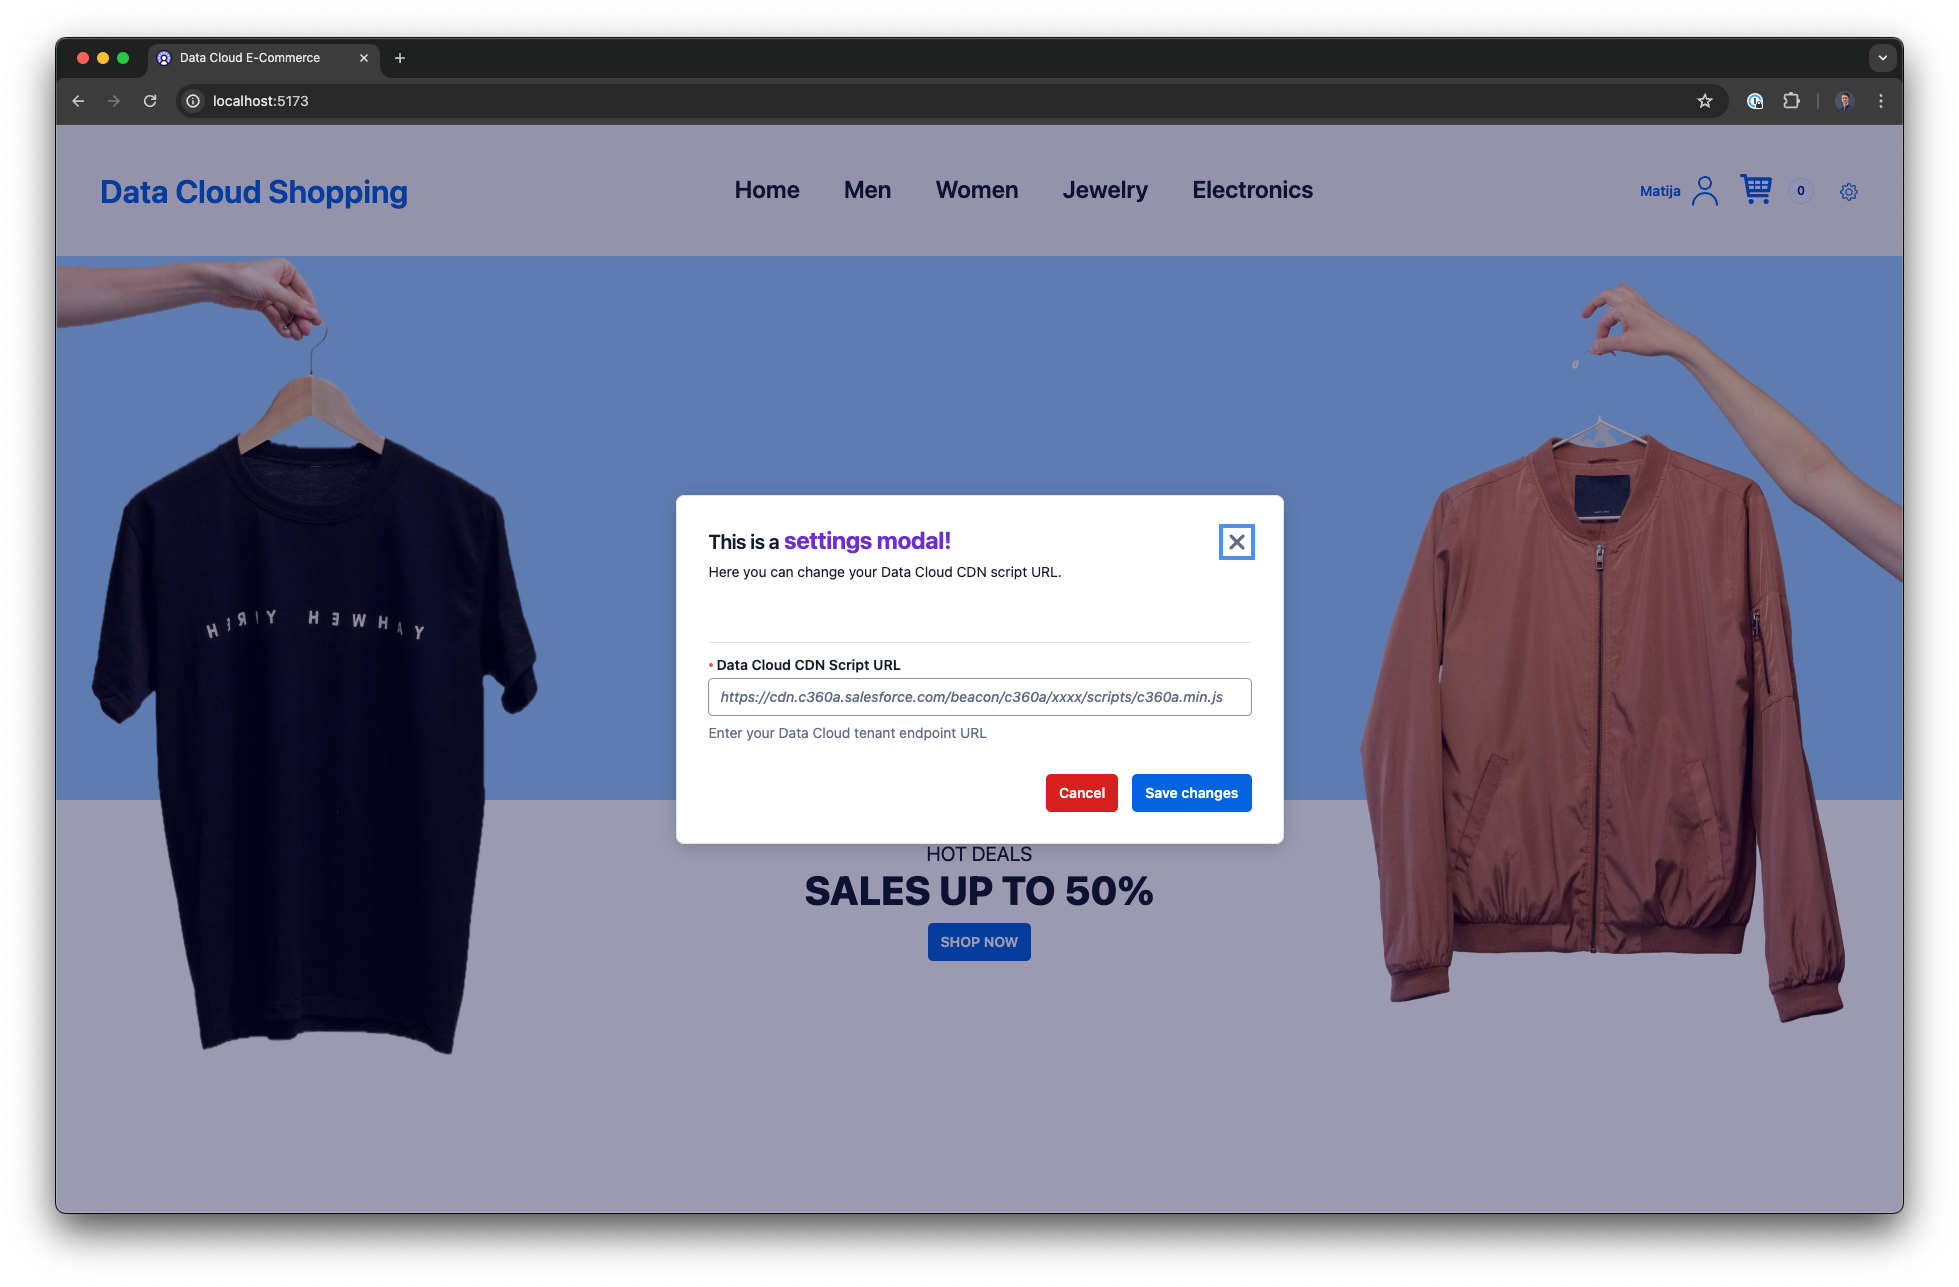 Data Cloud E-Commerce
localhost:5173
Data Cloud Shopping
Home Men Women Jewelry Electronics
Matija 0
This is a settings modal!
Here you can change your Data Cloud CDN script URL.
• Data Cloud CDN Script URL
https://cdn.c360a.salesforce.com/beacon/c360a/xxxx/scripts/c360a.min.js
Enter your Data Cloud tenant endpoint URL
Cancel Save changes
HOT DEALS
SALES UP TO 50%
SHOP NOW